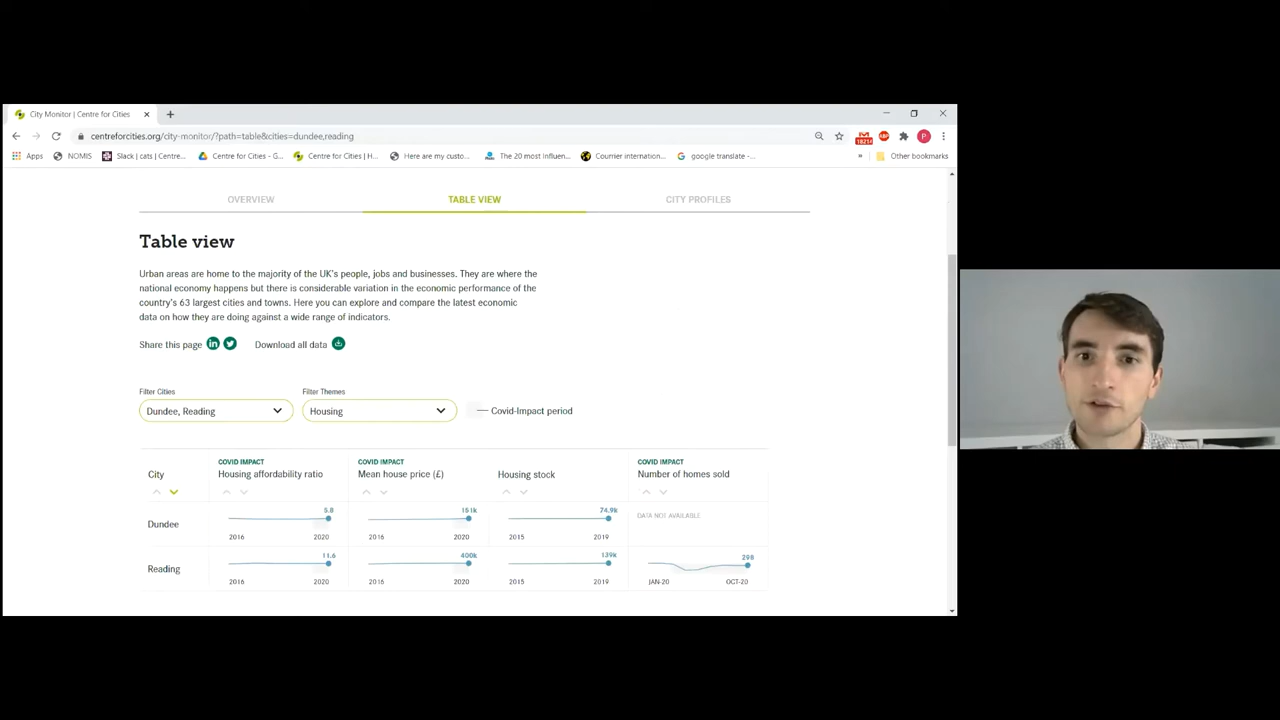 City Monitor | Centre for Cities
centreforcities.org/city-monitor/?path=table&cities=dundee,reading
Apps NOMIS Slack | cats | Centre... Centre for Cities - G... Centre for Cities | H... Here are my custo... The 20 most Influen... Courrier internation... google translate -... » Other bookmarks
OVERVIEW TABLE VIEW CITY PROFILES
Table view
Urban areas are home to the majority of the UK's people, jobs and businesses. They are where the
national economy happens but there is considerable variation in the economic performance of the
country's 63 largest cities and towns. Here you can explore and compare the latest economic
data on how they are doing against a wide range of indicators.
Share this page Download all data
Filter Cities Filter Themes
Dundee, Reading Housing Covid-Impact period
COVID IMPACT COVID IMPACT COVID IMPACT
City Housing affordability ratio Mean house price (£) Housing stock Number of homes sold
5.8 151k 74.9k
Dundee DATA NOT AVAILABLE
2016 2020 2016 2020 2015 2019
11.6 400k 139k 298
Reading
2016 2020 2016 2020 2015 2019 JAN-20 OCT-20